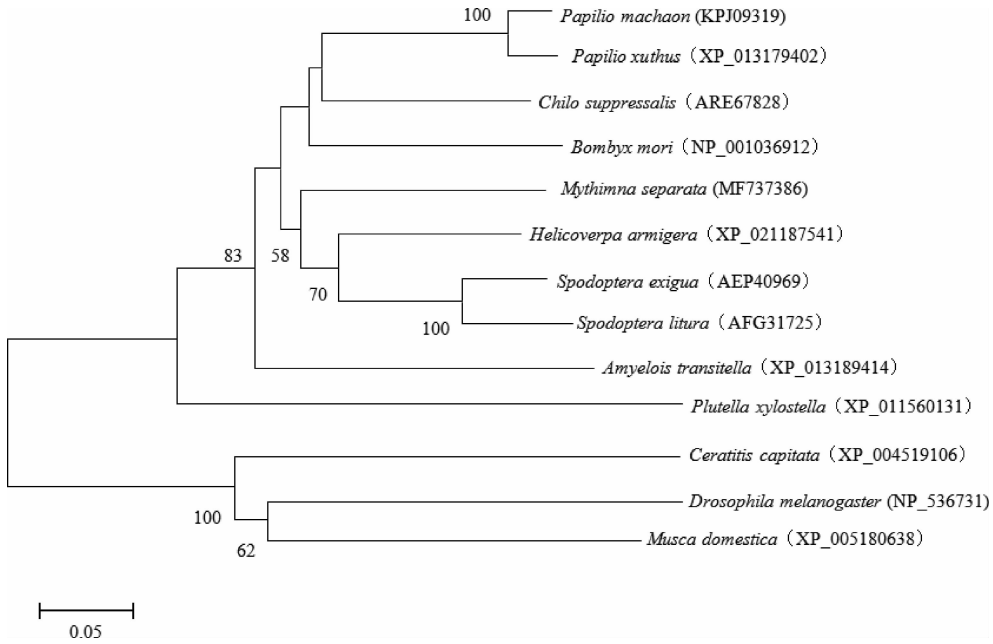 100
Papilio machaon (KPJ09319)
Papilio xuthus（XP_013179402）
Chilo suppressalis（ARE67828）
Bombyx mori（NP_001036912）
Mythimna separata (MF737386)
Helicoverpa armigera（XP_021187541）
83
58
Spodoptera exigua（AEP40969）
70
Spodoptera litura（AFG31725）
100
Amyelois transitella（XP_013189414）
Plutella xylostella（XP_011560131）
Ceratitis capitata（XP_004519106）
Drosophila melanogaster (NP_536731)
100
Musca domestica（XP_005180638）
62
0.05